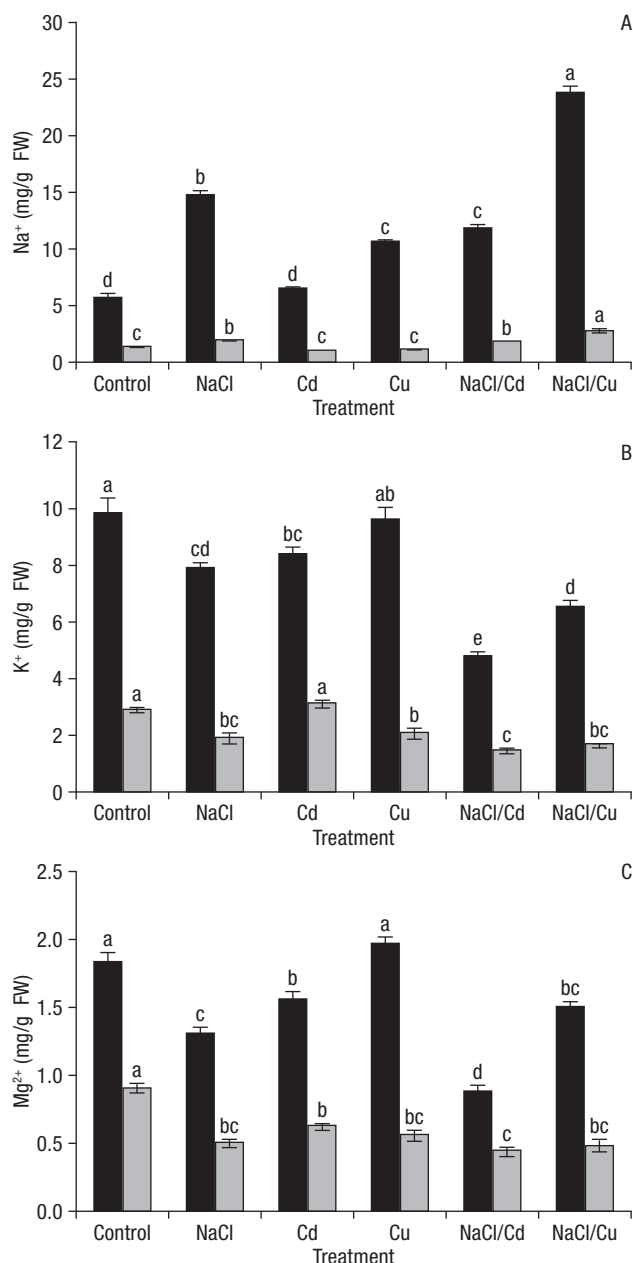 A
Na⁺ (mg/g FW)
30
25
20
15
10
5
0
d
c
b
b
d
c
c
c
c
b
a
a
Control NaCl Cd Cu NaCl/Cd NaCl/Cu
Treatment
B
K⁺ (mg/g FW)
12
10
8
6
4
2
0
a
a
cd
bc
bc
a
ab
b
e
c
d
bc
Control NaCl Cd Cu NaCl/Cd NaCl/Cu
Treatment
C
Mg²⁺ (mg/g FW)
2.5
2.0
1.5
1.0
0.5
0.0
a
a
c
bc
b
b
a
bc
d
c
bc
bc
Control NaCl Cd Cu NaCl/Cd NaCl/Cu
Treatment